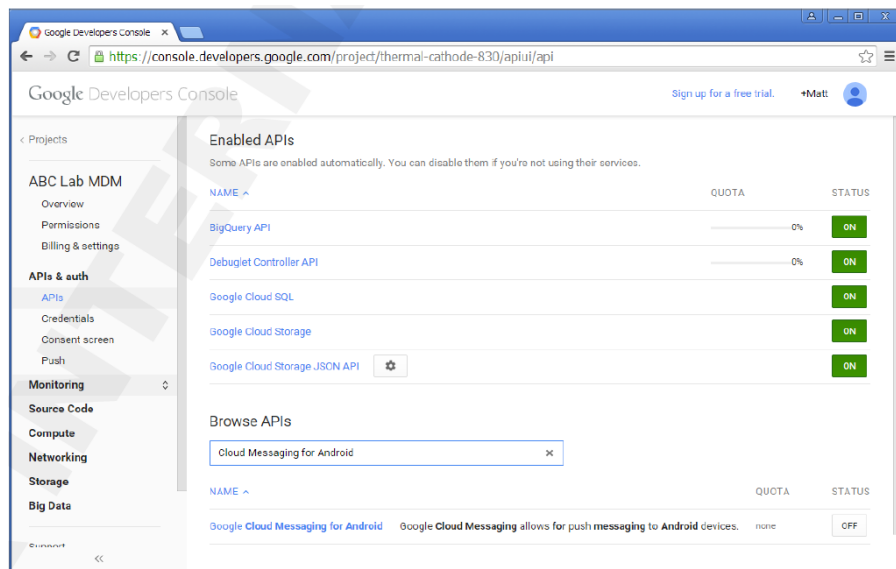 Google Developers Console
https://console.developers.google.com/project/thermal-cathode-830/apiui/api
Google Developers Console
Sign up for a free trial.
+Matt
< Projects
ABC Lab MDM
Overview
Permissions
Billing & settings
APIs & auth
APIs
Credentials
Consent screen
Push
Monitoring
Source Code
Compute
Networking
Storage
Big Data
Support
Enabled APIs
Some APIs are enabled automatically. You can disable them if you're not using their services.
NAME QUOTA STATUS
BigQuery API 0% ON
Debuglet Controller API 0% ON
Google Cloud SQL ON
Google Cloud Storage ON
Google Cloud Storage JSON API ON
Browse APIs
Cloud Messaging for Android
NAME QUOTA STATUS
Google Cloud Messaging for Android Google Cloud Messaging allows for push messaging to Android devices. none OFF